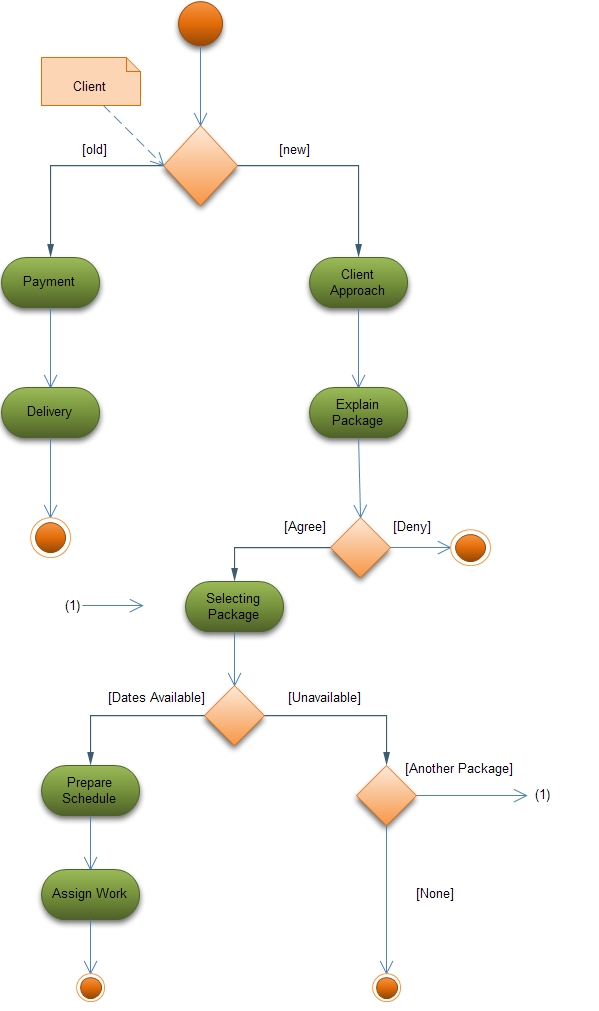 Client
[old]
[new]
Payment
Client
Approach
Delivery
Explain
Package
[Agree]
[Deny]
(1)
Selecting
Package
[Dates Available]
[Unavailable]
Prepare
Schedule
[Another Package]
(1)
Assign Work
[None]